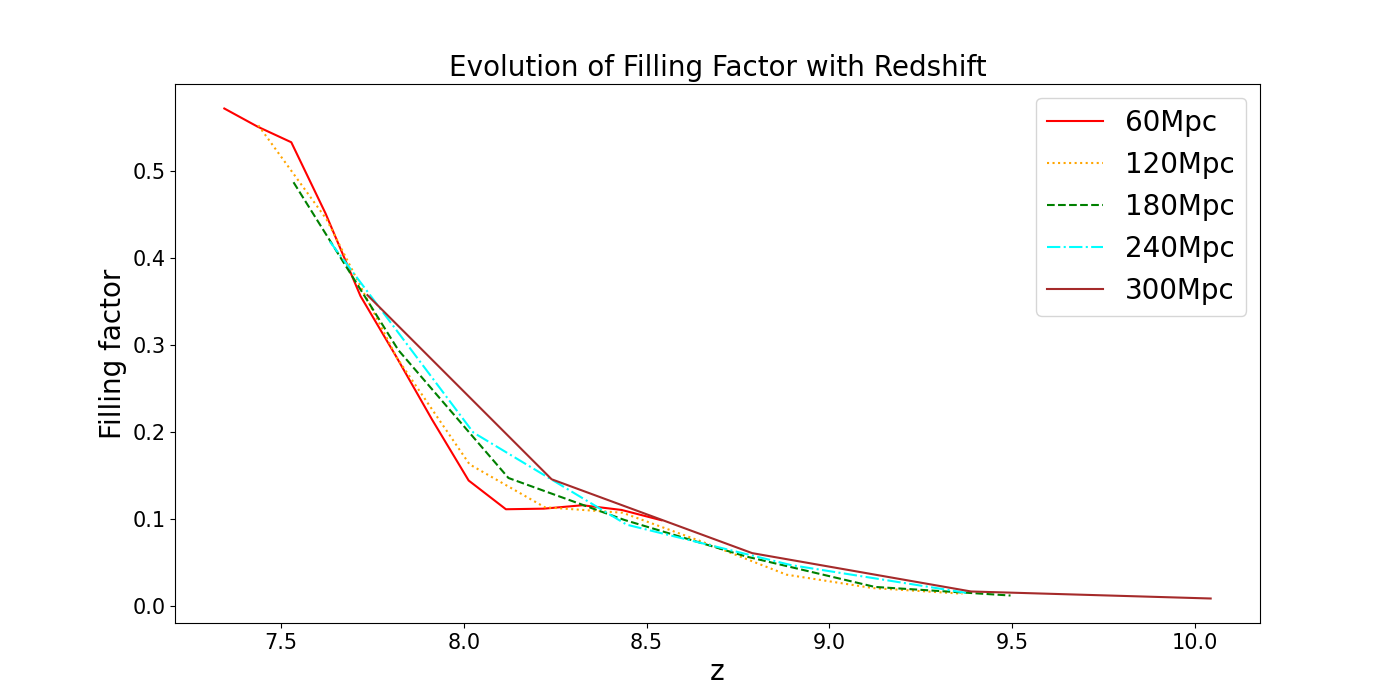 Evolution of Filling Factor with Redshift
60Mpc
120Mpc
180Mpc
240Mpc
300Mpc
Filling factor
0.5
0.4
0.3
0.2
0.1
0.0
7.5 8.0 8.5 9.0 9.5 10.0
z